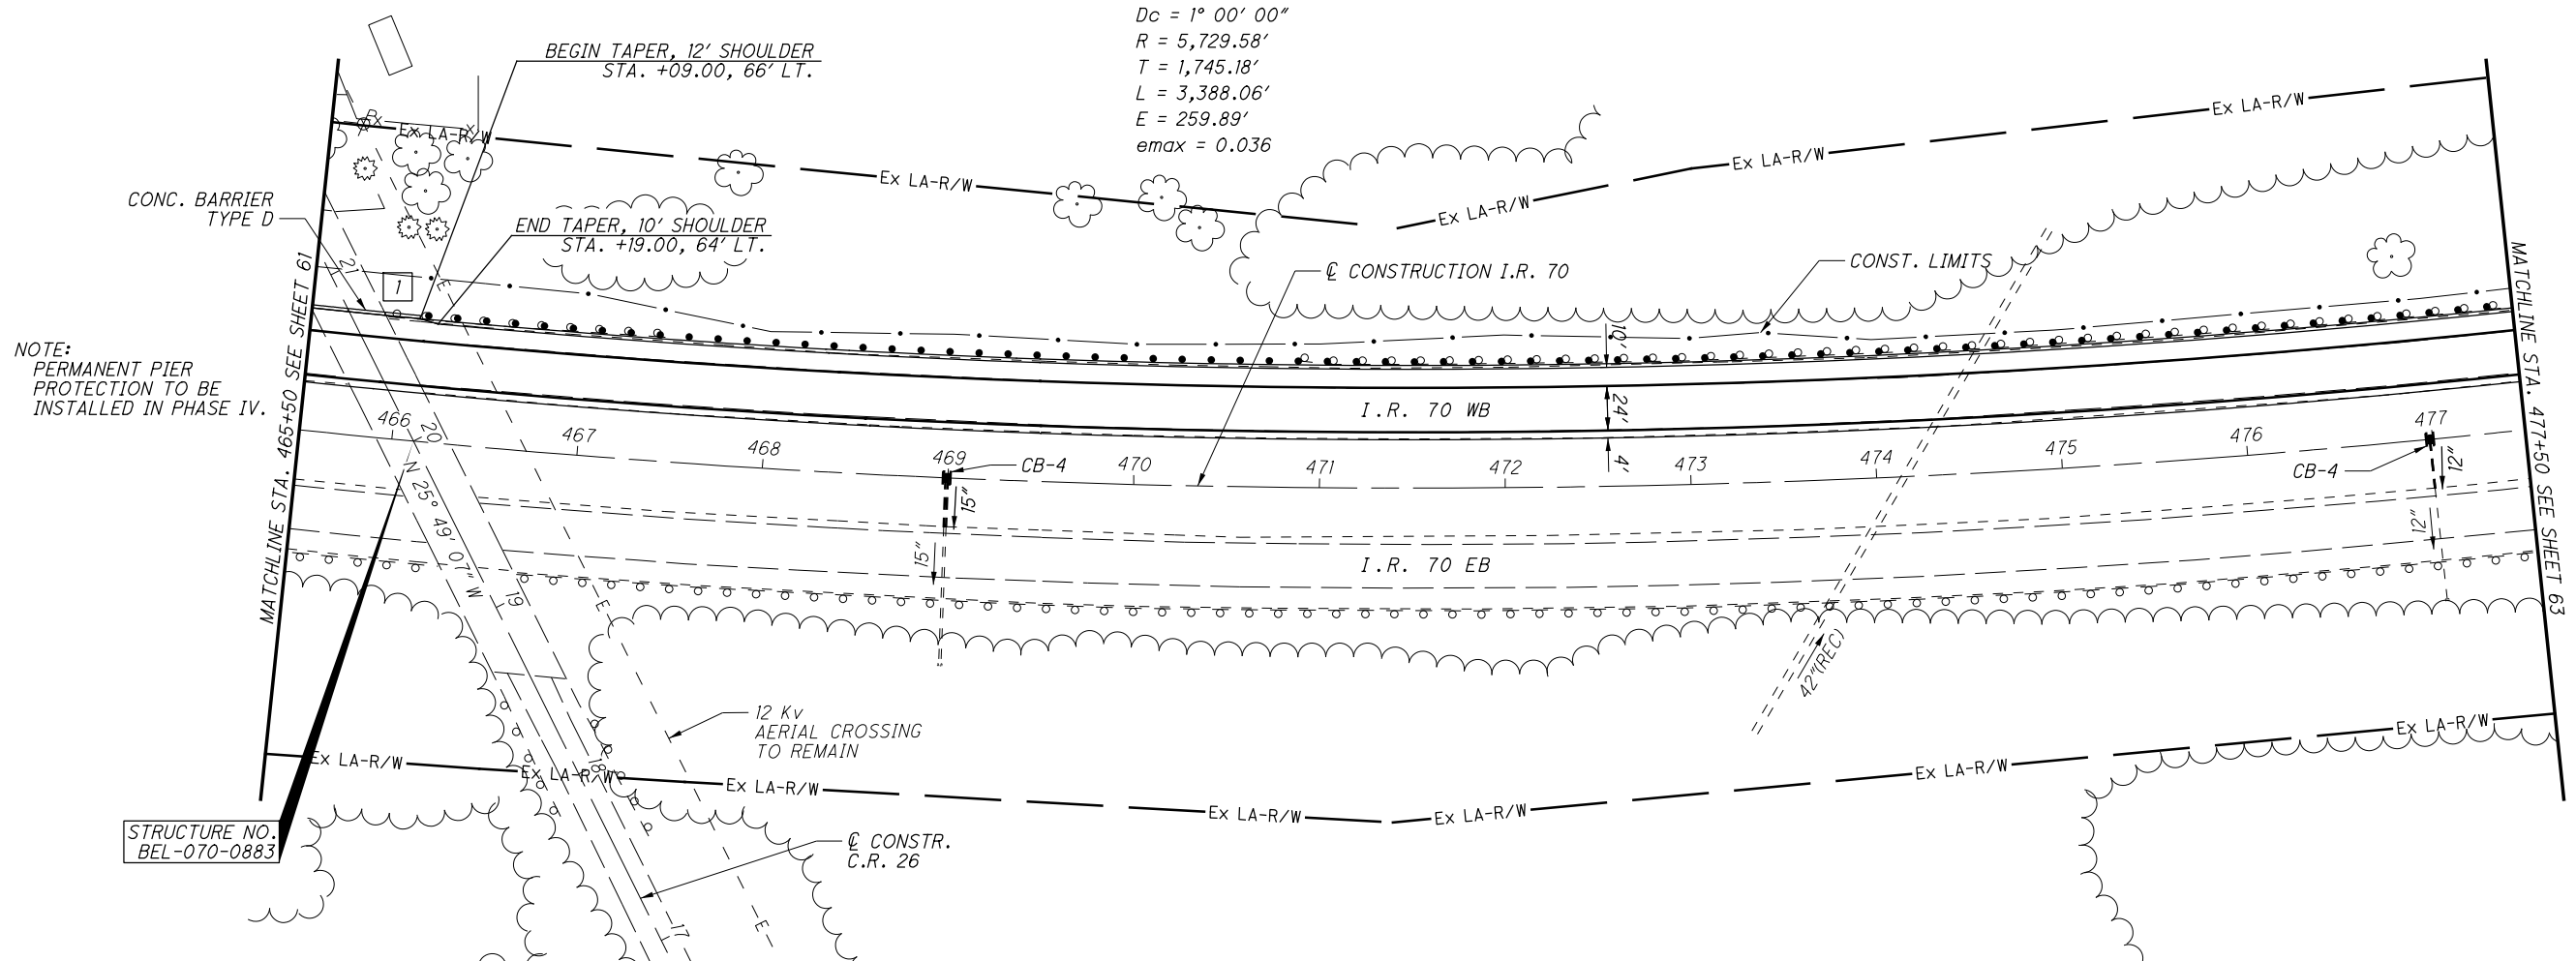 Dc = 1° 00' 00"
R = 5,729.58'
T = 1,745.18'
L = 3,388.06'
E = 259.89'
emax = 0.036
BEGIN TAPER, 12' SHOULDER
STA. +09.00, 66' LT.
Ex LA-R/W
Ex LA-R/W
Ex LA-R/W
Ex LA-R/W
Ex LA-R/W
CONC. BARRIER
TYPE D
END TAPER, 10' SHOULDER
STA. +19.00, 64' LT.
℄ CONSTRUCTION I.R. 70
CONST. LIMITS
MATCHLINE STA. 465+50 SEE SHEET 61
MATCHLINE STA. 477+50 SEE SHEET 63
21
1
E
NOTE:
PERMANENT PIER
PROTECTION TO BE
INSTALLED IN PHASE IV.
10'
I.R. 70 WB
24'
4'
466
20
467
468
469
470
471
472
473
474
475
476
477
CB-4
CB-4
15"
15"
12"
12"
N 25° 49' 07" W
I.R. 70 EB
19
E
42"(REC)
12 Kv
AERIAL CROSSING
TO REMAIN
Ex LA-R/W
Ex LA-R/W
18
Ex LA-R/W
Ex LA-R/W
Ex LA-R/W
Ex LA-R/W
Ex LA-R/W
STRUCTURE NO.
BEL-070-0883
℄ CONSTR.
C.R. 26
17
E